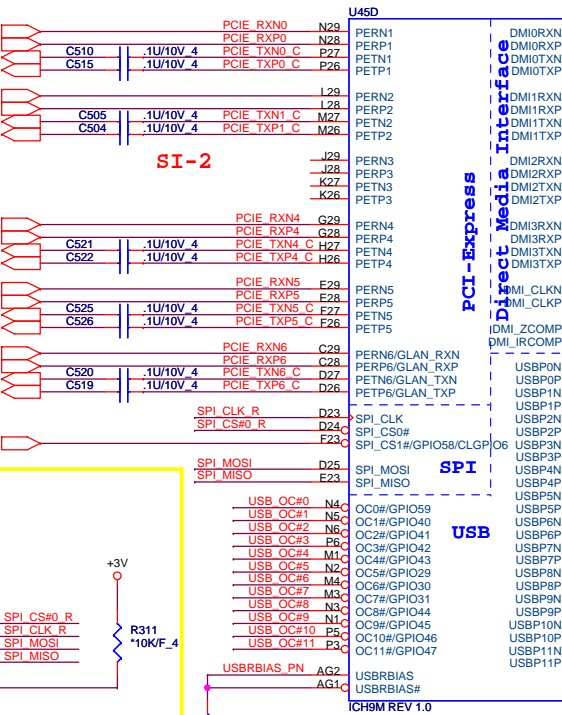 U45D
PCIE_RXN0 N29 PERN1 DMI0RXN
PCIE_RXP0 N28 PERP1 DMI0RXP
C510 .1U/10V_4 PCIE_TXN0_C P27 PETN1 DMI0TXN
C515 .1U/10V_4 PCIE_TXP0_C P26 PETP1 DMI0TXP
L29 PERN2 DMI1RXN
L28 PERP2 DMI1RXP
C505 .1U/10V_4 PCIE_TXN1_C M27 PETN2 DMI1TXN
C504 .1U/10V_4 PCIE_TXP1_C M26 PETP2 DMI1TXP
SI-2
J29 PERN3 DMI2RXN
J28 PERP3 DMI2RXP
K27 PETN3 DMI2TXN
K26 PETP3 DMI2TXP
PCIE_RXN4 G29 PERN4 DMI3RXN
PCIE_RXP4 G28 PERP4 DMI3RXP
C521 .1U/10V_4 PCIE_TXN4_C H27 PETN4 DMI3TXN
C522 .1U/10V_4 PCIE_TXP4_C H26 PETP4 DMI3TXP
PCI-Express
Direct Media Interface
PCIE_RXN5 E29 PERN5 DMI_CLKN
PCIE_RXP5 E28 PERP5 DMI_CLKP
C525 .1U/10V_4 PCIE_TXN5_C F27 PETN5
C526 .1U/10V_4 PCIE_TXP5_C F26 PETP5 DMI_ZCOMP
DMI_IRCOMP
PCIE_RXN6 C29 PERN6/GLAN_RXN
PCIE_RXP6 C28 PERP6/GLAN_RXP USBP0N
C520 .1U/10V_4 PCIE_TXN6_C D27 PETN6/GLAN_TXN USBP0P
C519 .1U/10V_4 PCIE_TXP6_C D26 PETP6/GLAN_TXP USBP1N
USBP1P
SPI_CLK_R D23 SPI_CLK USBP2N
SPI_CS#0_R D24 SPI_CS0# USBP2P
F23 SPI_CS1#/GPIO58/CLGPIO6 USBP3N
USBP3P
SPI_MOSI D25 SPI_MOSI SPI USBP4N
SPI_MISO E23 SPI_MISO USBP4P
USBP5N
USB_OC#0 N4 OC0#/GPIO59 USBP5P
USB_OC#1 N5 OC1#/GPIO40 USBP6N
USB_OC#2 N6 OC2#/GPIO41 USB USBP6P
USB_OC#3 P6 OC3#/GPIO42 USBP7N
USB_OC#4 M1 OC4#/GPIO43 USBP7P
USB_OC#5 N2 OC5#/GPIO29 USBP8N
USB_OC#6 M4 OC6#/GPIO30 USBP8P
USB_OC#7 M3 OC7#/GPIO31 USBP9N
USB_OC#8 N3 OC8#/GPIO44 USBP9P
USB_OC#9 N1 OC9#/GPIO45 USBP10N
USB_OC#10 P5 OC10#/GPIO46 USBP10P
USB_OC#11 P3 OC11#/GPIO47 USBP11N
USBP11P
USBRBIAS_PN AG2 USBRBIAS
AG1 USBRBIAS#
ICH9M REV 1.0
+3V
SPI_CS#0_R
SPI_CLK_R
SPI_MOSI
SPI_MISO
R311
*10K/F_4